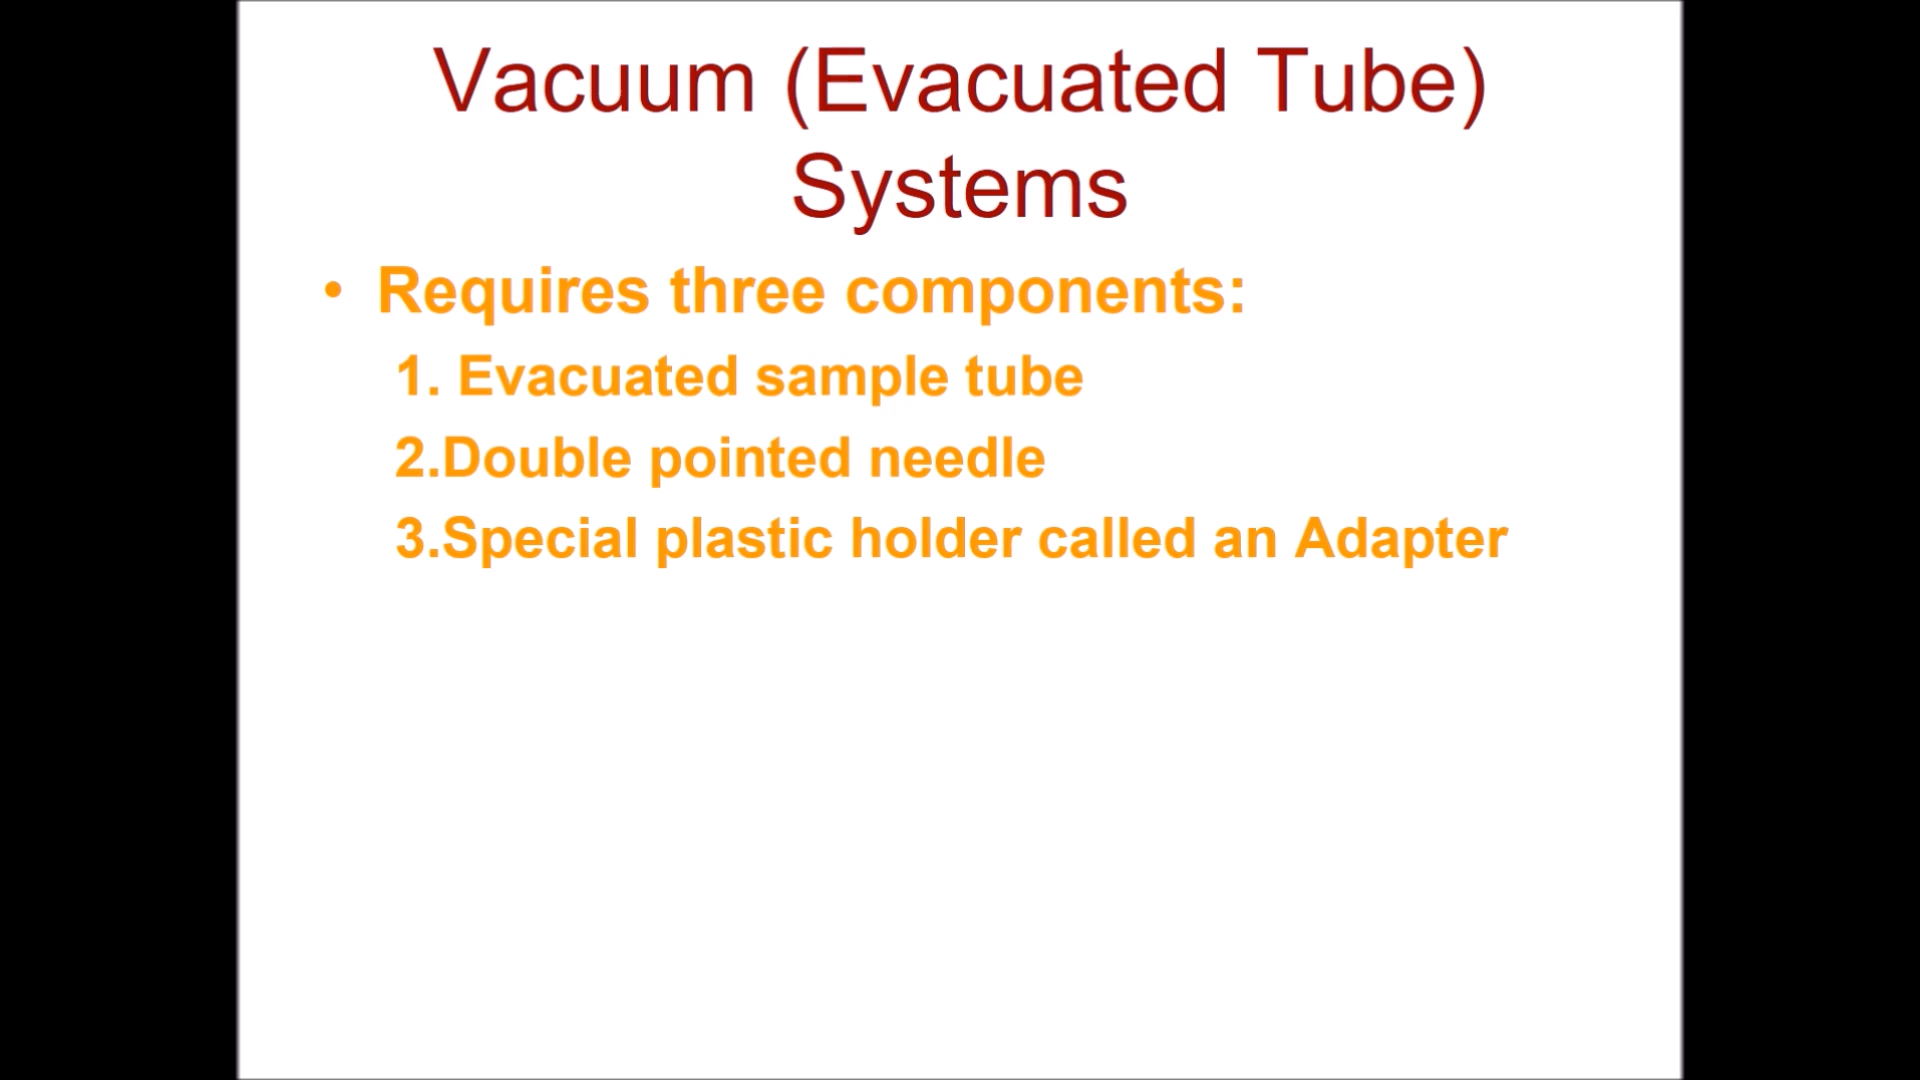 Vacuum (Evacuated Tube)
Systems
• Requires three components:
1. Evacuated sample tube
2.Double pointed needle
3.Special plastic holder called an Adapter